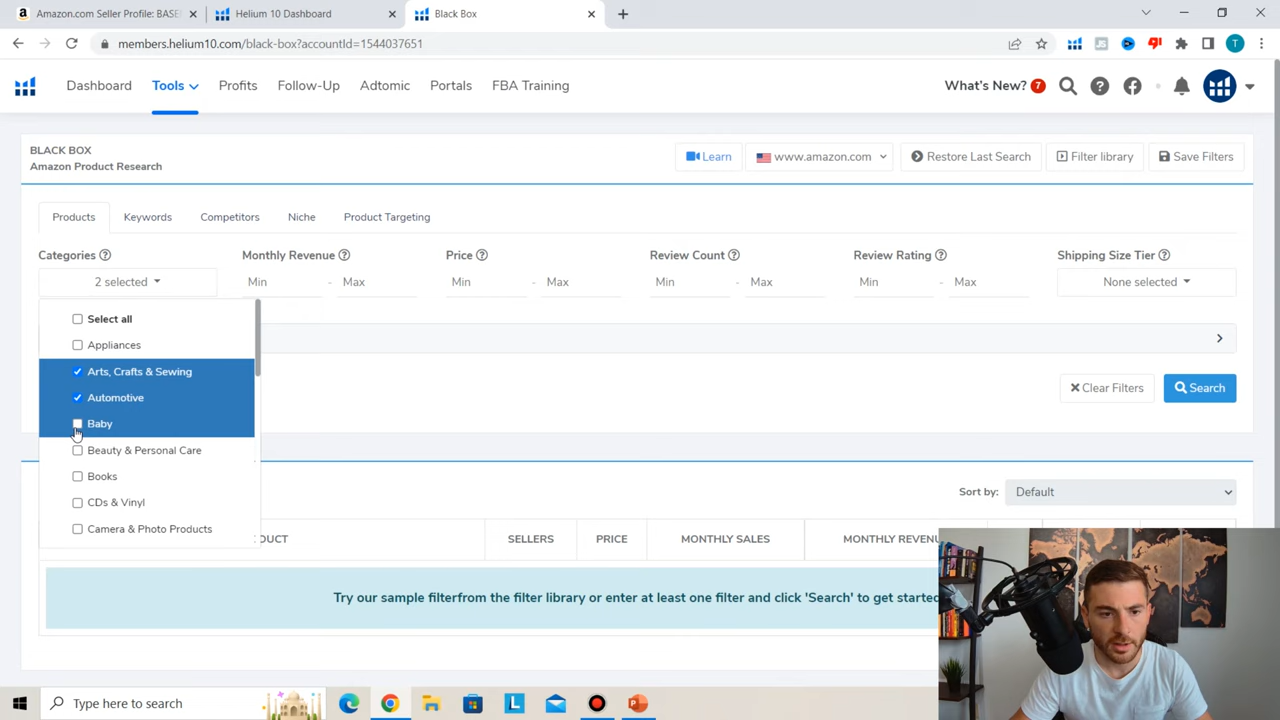 Amazon.com Seller Profile: BASE
Helium 10 Dashboard
Black Box
members.helium10.com/black-box?accountId=1544037651
T
Dashboard Tools Profits Follow-Up Adtomic Portals FBA Training
What's New? 7
BLACK BOX
Amazon Product Research
Learn www.amazon.com Restore Last Search Filter library Save Filters
Products Keywords Competitors Niche Product Targeting
Categories Monthly Revenue Price Review Count Review Rating Shipping Size Tier
2 selected Min - Max Min - Max Min - Max Min - Max None selected
Select all
Appliances
Arts, Crafts & Sewing
Automotive
Baby
Beauty & Personal Care
Books
CDs & Vinyl
Camera & Photo Products
Clear Filters Search
Sort by: Default
SELLERS PRICE MONTHLY SALES
Try our sample filterfrom the filter library or enter at least one filter and click 'Search' to get started
Type here to search